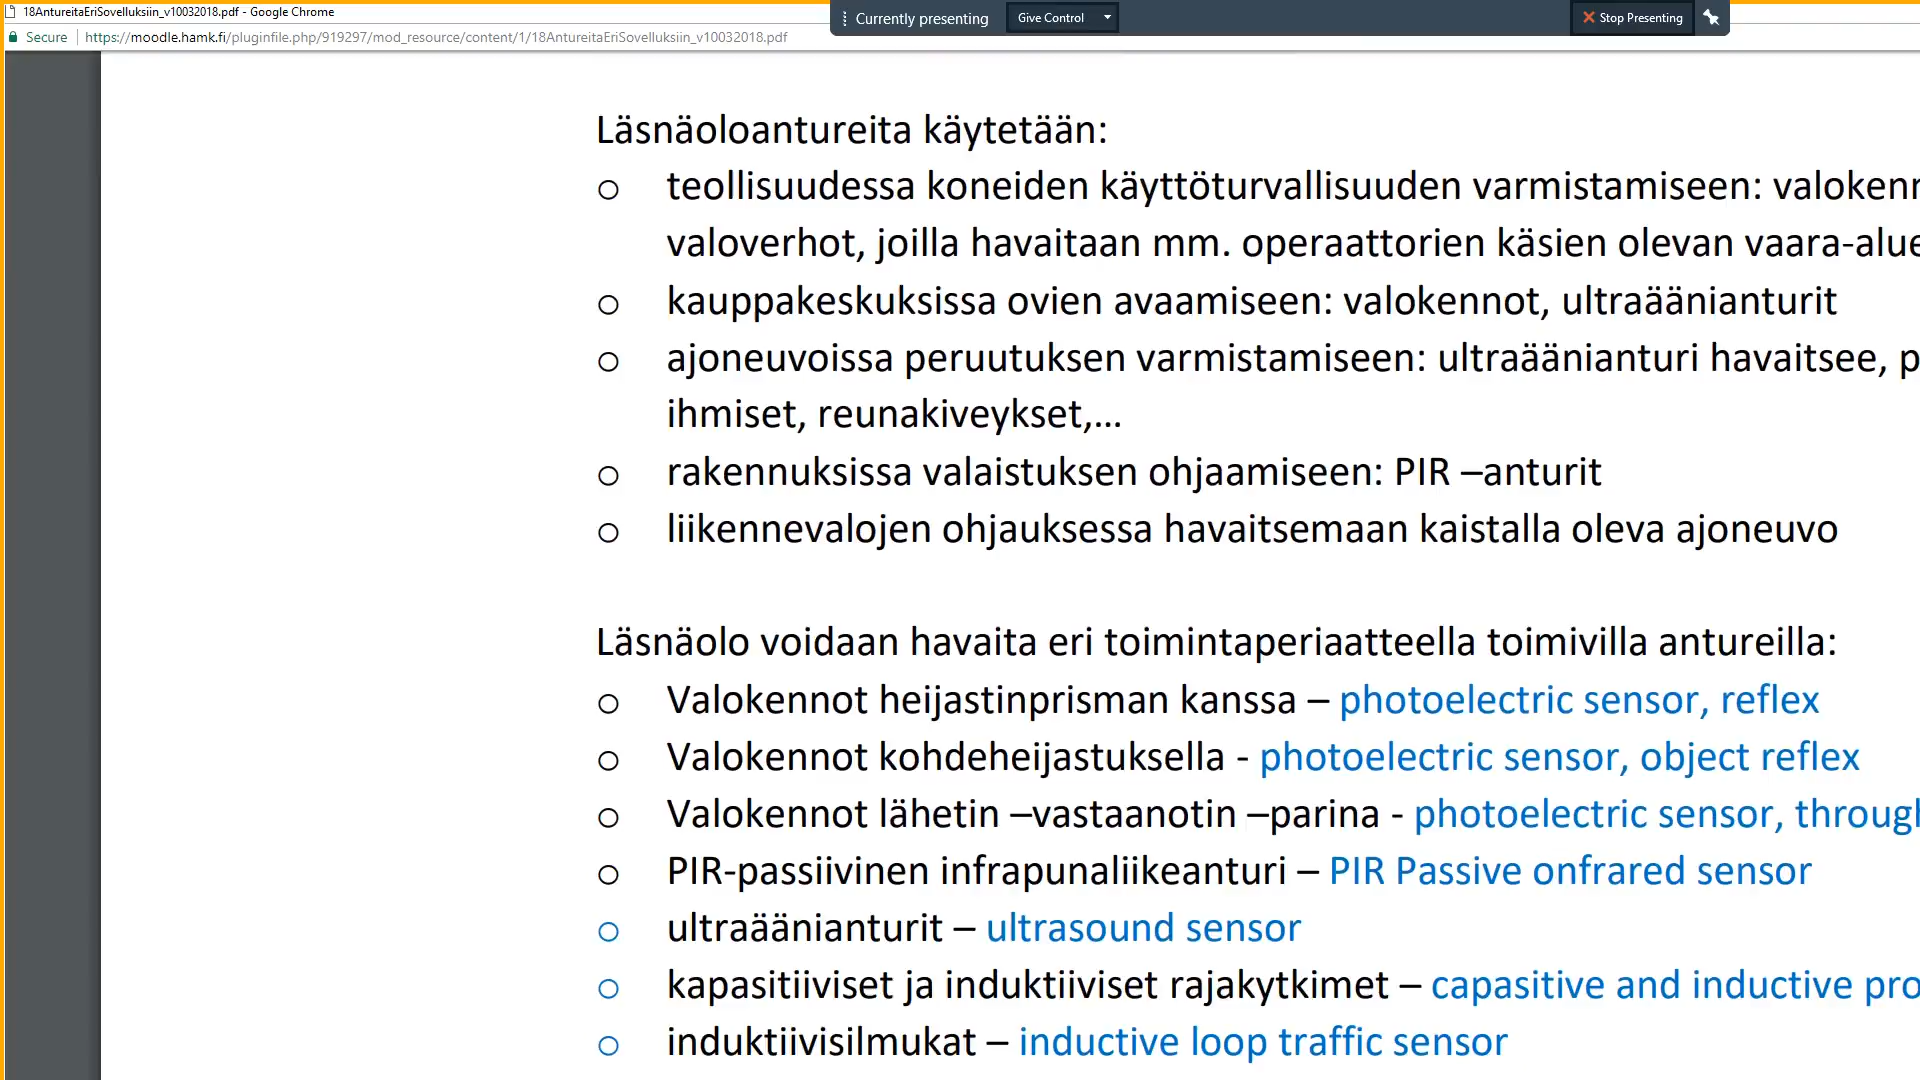 18AntureitaEriSovelluksiin_v10032018.pdf - Google Chrome
Currently presenting Give Control Stop Presenting
Secure https://moodle.hamk.fi/pluginfile.php/919297/mod_resource/content/1/18AntureitaEriSovelluksiin_v10032018.pdf
Läsnäoloantureita käytetään:
o teollisuudessa koneiden käyttöturvallisuuden varmistamiseen:
valoverhot, joilla havaitaan mm. operaattorien käsien olevan
o kauppakeskuksissa ovien avaamiseen: valokennot, ultraäänianturit
o ajoneuvoissa peruutuksen varmistamiseen: ultraäänianturi havaitsee,
ihmiset, reunakiveykset,...
o rakennuksissa valaistuksen ohjaamiseen: PIR –anturit
o liikennevalojen ohjauksessa havaitsemaan kaistalla oleva ajoneuvo
Läsnäolo voidaan havaita eri toimintaperiaatteella toimivilla antureilla:
o Valokennot heijastinprisman kanssa – photoelectric sensor, reflex
o Valokennot kohdeheijastuksella - photoelectric sensor, object reflex
o Valokennot lähetin –vastaanotin –parina - photoelectric sensor,
o PIR-passiivinen infrapunaliikeanturi – PIR Passive onfrared sensor
o ultraäänianturit – ultrasound sensor
o kapasitiiviset ja induktiiviset rajakytkimet – capasitive and inductive
o induktiivisilmukat – inductive loop traffic sensor